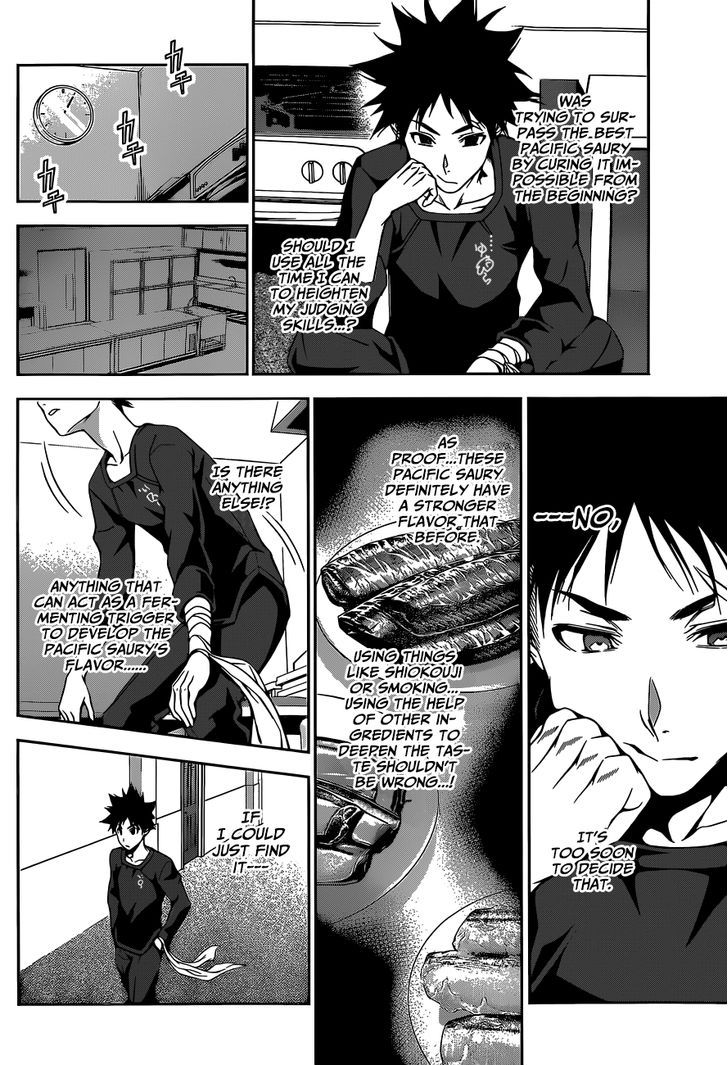 WAS
TRYING TO SUR-
PASS THE BEST
PACIFIC SAURY
BY CURING IT IM-
POSSIBLE FROM
THE BEGINNING?
SHOULD I
USE ALL THE
TIME I CAN
TO HEIGHTEN
MY JUDGING
SKILLS...?
カチ
カチ
カチ
---NO,
IT'S
TOO SOON
TO DECIDE
THAT.
AS
PROOF...THESE
PACIFIC SAURY
DEFINITELY HAVE
A STRONGER
FLAVOR THAT
BEFORE.
USING THINGS
LIKE SHIOKOUJI
OR SMOKING...
USING THE HELP
OF OTHER IN-
GREDIENTS TO
DEEPEN THE TAS-
TE SHOULDN'T
BE WRONG...!
IS THERE
ANYTHING
ELSE!?
ANYTHING THAT
CAN ACT AS A FER-
MENTING TRIGGER
TO DEVELOP THE
PACIFIC SAURY'S
FLAVOR......
IF
I COULD
JUST FIND
IT---